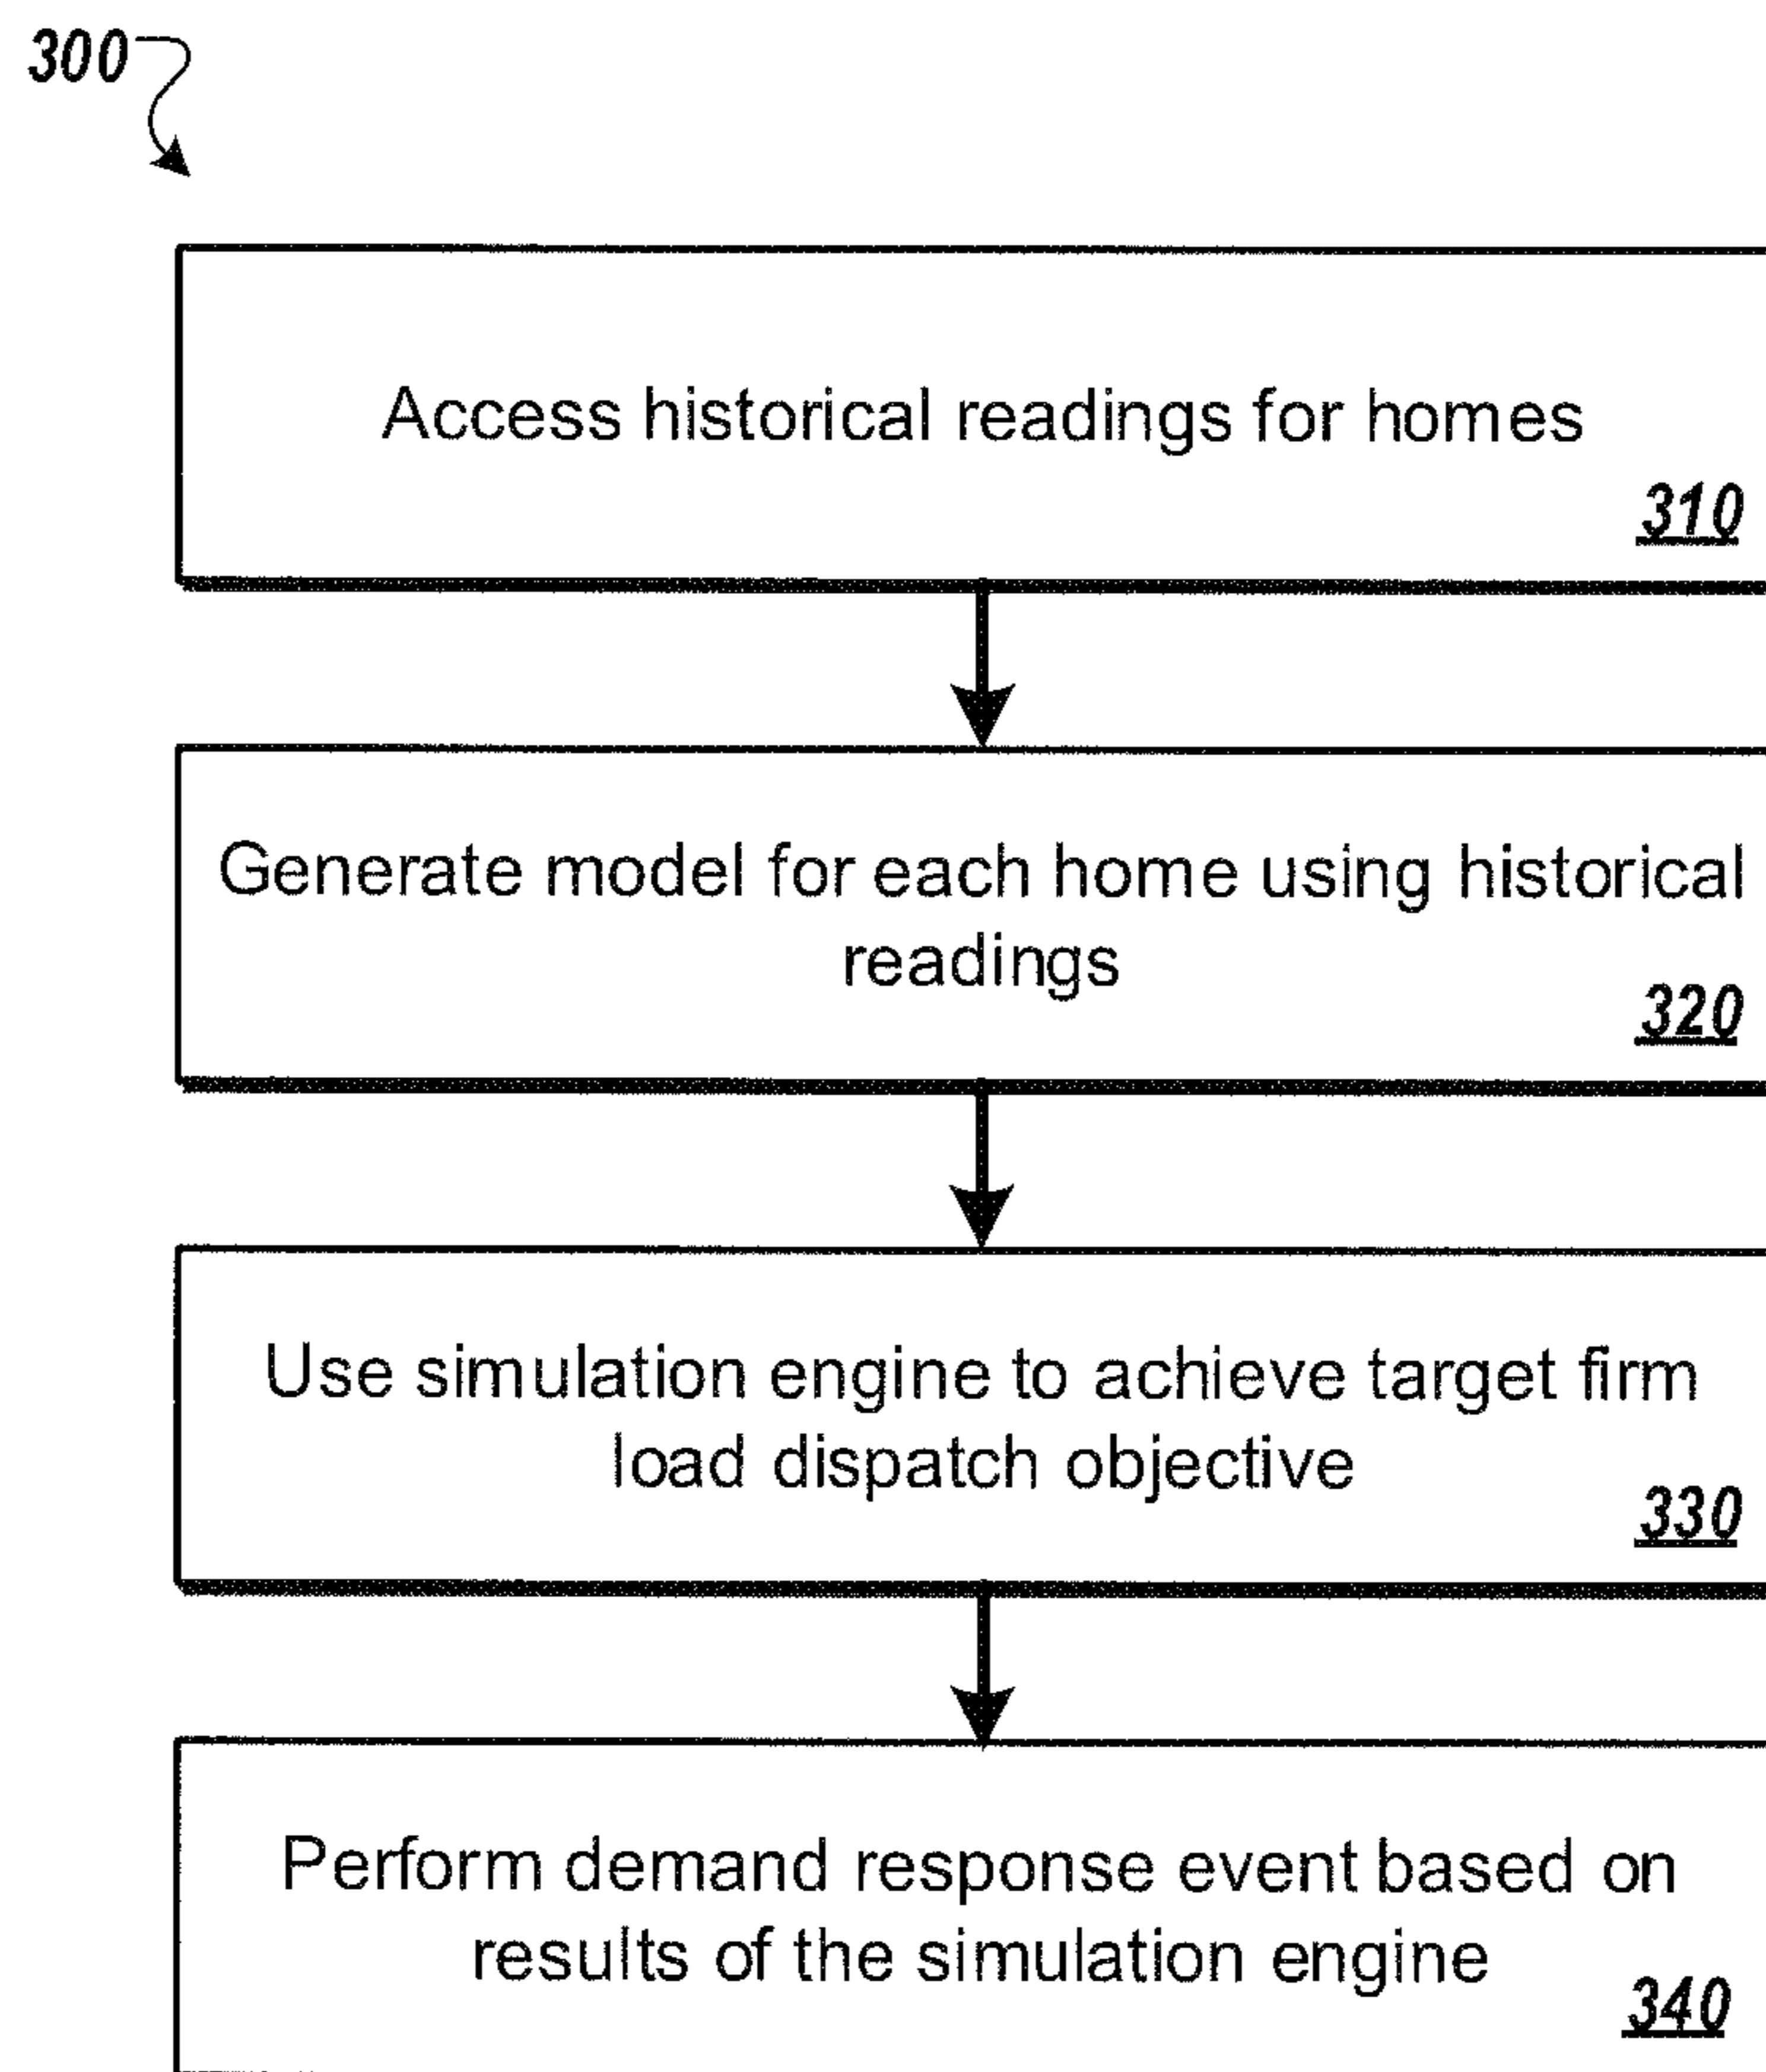 300
Access historical readings for homes
310
Generate model for each home using historical
readings
320
Use simulation engine to achieve target firm
load dispatch objective
330
Perform demand response event based on
results of the simulation engine
340